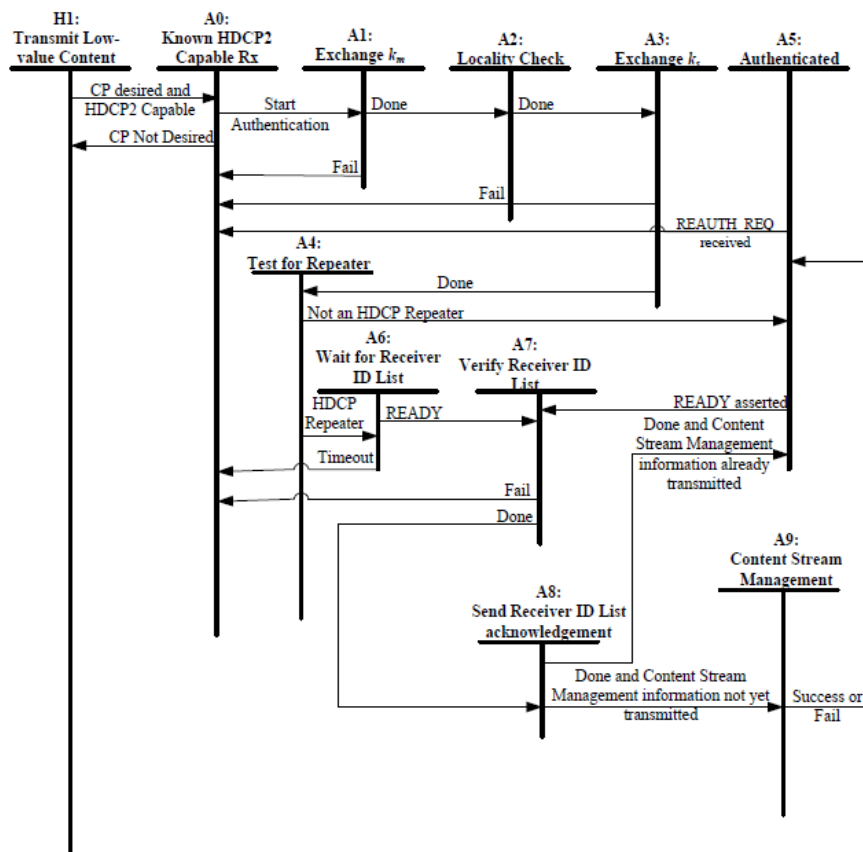 H1:
Transmit Low-
value Content
A0:
Known HDCP2
Capable Rx
A1:
Exchange km
A2:
Locality Check
A3:
Exchange ks
A5:
Authenticated
CP desired and
HDCP2 Capable
Start
Authentication
Done
Done
CP Not Desired
Fail
Fail
REAUTH_REQ
received
A4:
Test for Repeater
Done
Not an HDCP Repeater
A6:
Wait for Receiver
ID List
A7:
Verify Receiver ID
List
HDCP
Repeater
READY
READY asserted
Done and Content
Stream Management
information already
transmitted
Timeout
Fail
Done
A9:
Content Stream
Management
A8:
Send Receiver ID List
acknowledgement
Done and Content Stream
Management information not yet
transmitted
Success or
Fail